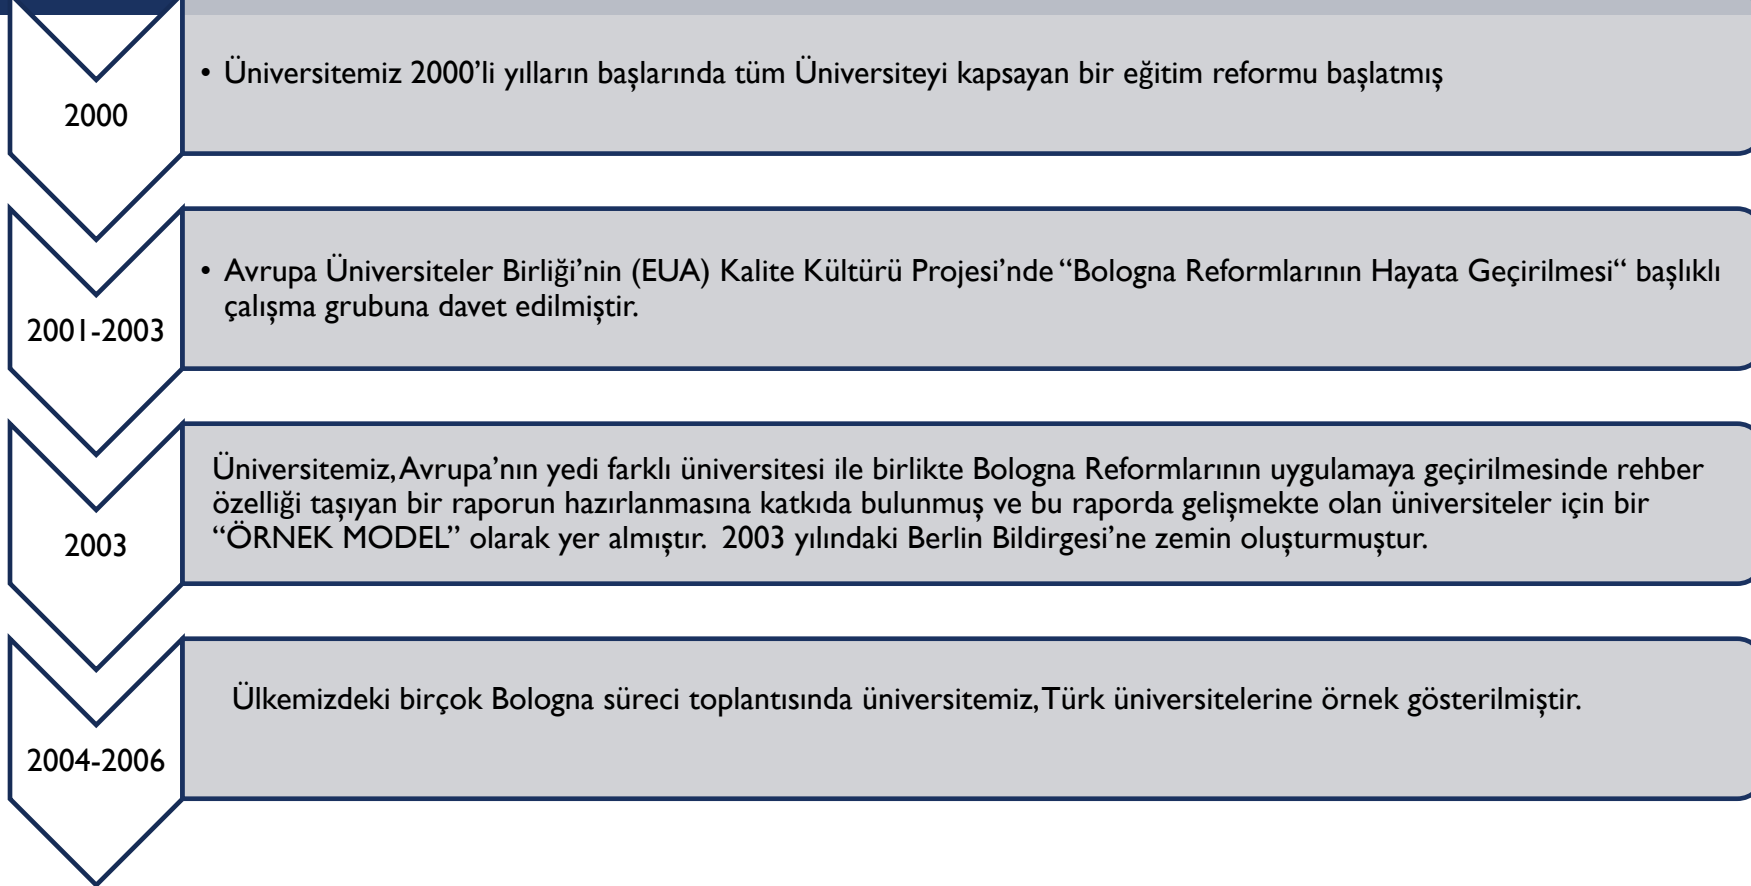 2000
• Üniversitemiz 2000’li yılların başlarında tüm Üniversiteyi kapsayan bir eğitim reformu başlatmış
2001-2003
• Avrupa Üniversiteler Birliği’nin (EUA) Kalite Kültürü Projesi’nde “Bologna Reformlarının Hayata Geçirilmesi“ başlıklı
çalışma grubuna davet edilmiştir.
2003
Üniversitemiz, Avrupa’nın yedi farklı üniversitesi ile birlikte Bologna Reformlarının uygulamaya geçirilmesinde rehber
özelliği taşıyan bir raporun hazırlanmasına katkıda bulunmuş ve bu raporda gelişmekte olan üniversiteler için bir
“ÖRNEK MODEL” olarak yer almıştır. 2003 yılındaki Berlin Bildirgesi’ne zemin oluşturmuştur.
2004-2006
Ülkemizdeki birçok Bologna süreci toplantısında üniversitemiz, Türk üniversitelerine örnek gösterilmiştir.